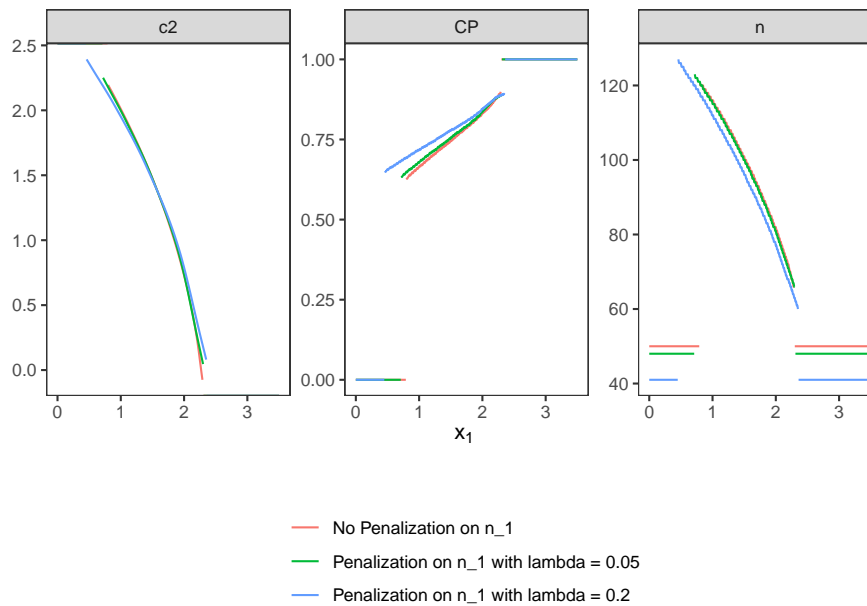 c2 CP n
2.5 1.00
2.0 0.75 120
1.5 100
1.0 0.50 80
0.5 0.25 60
0.0 0.00 40
0 1 2 3 0 1 2 3 0 1 2 3
x₁
No Penalization on n_1
Penalization on n_1 with lambda = 0.05
Penalization on n_1 with lambda = 0.2